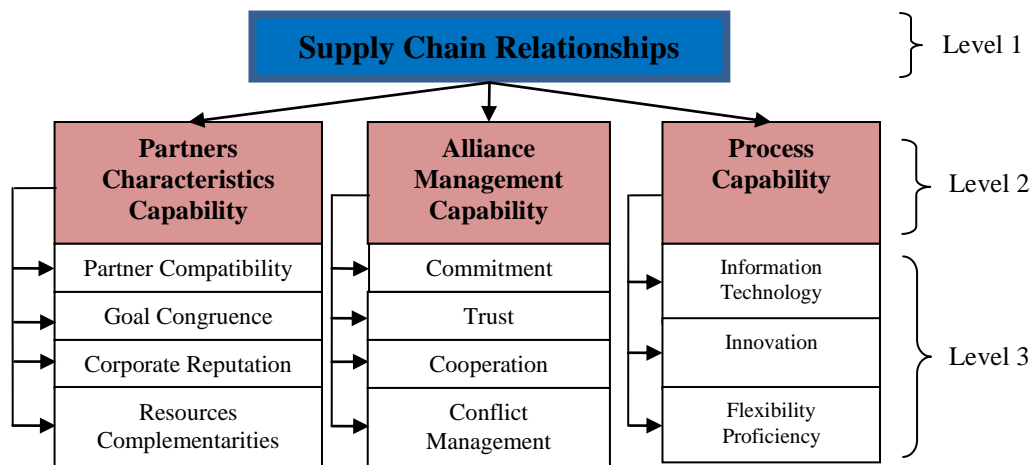 Supply Chain Relationships
Level 1
Partners
Characteristics
Capability
Alliance
Management
Capability
Process
Capability
Level 2
Partner Compatibility
Goal Congruence
Corporate Reputation
Resources
Complementarities
Commitment
Trust
Cooperation
Conflict
Management
Information
Technology
Innovation
Flexibility
Proficiency
Level 3